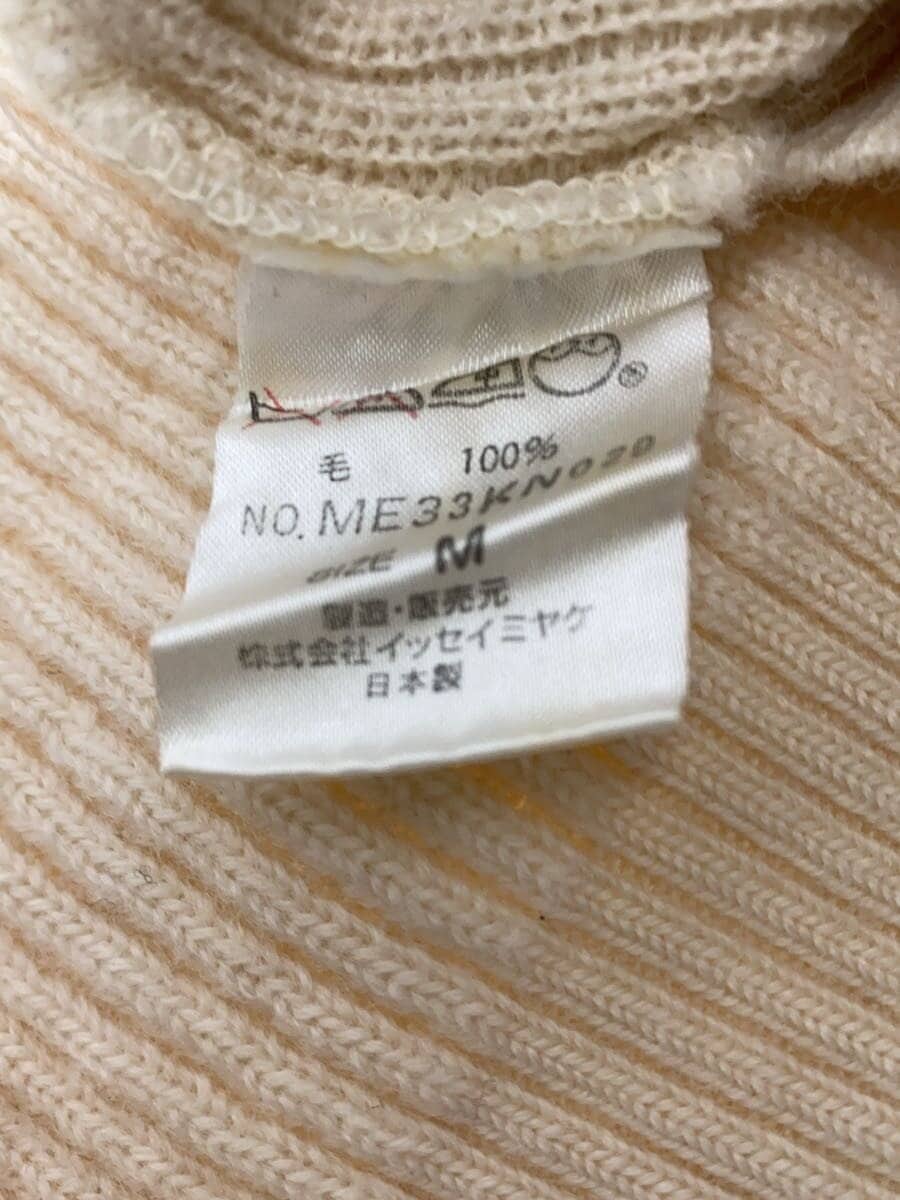 毛 100%
NO. ME33KN029
SIZE M
製造・販売元
株式会社イッセイミヤケ
日本製